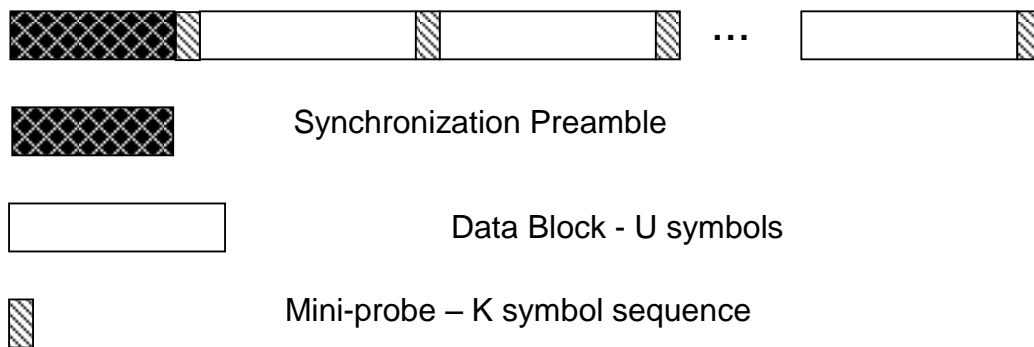 ...
Synchronization Preamble
Data Block - U symbols
Mini-probe – K symbol sequence